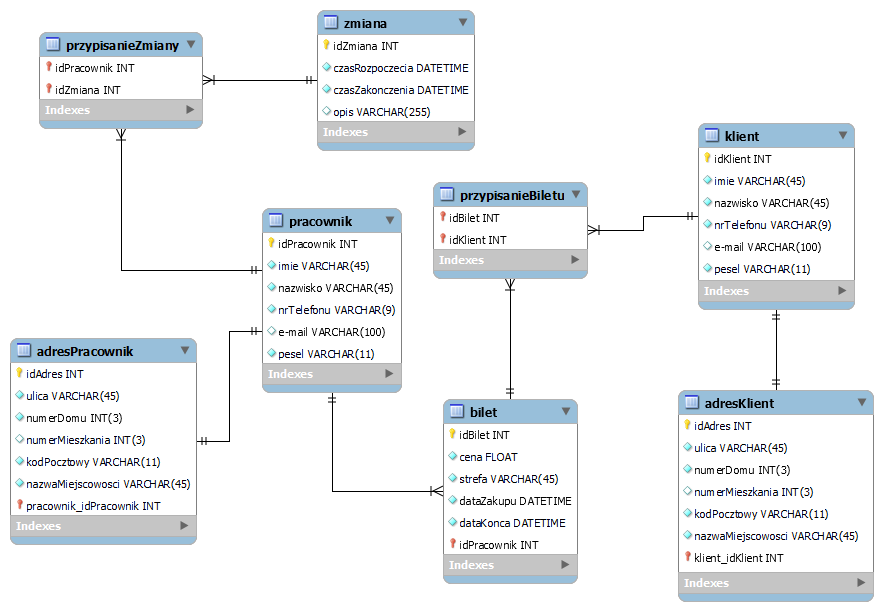 przypisanieZmiany
idPracownik INT
idZmiana INT
Indexes
zmiana
idZmiana INT
czasRozpoczecia DATETIME
czasZakonczenia DATETIME
opis VARCHAR(255)
Indexes
klient
idKlient INT
imie VARCHAR(45)
nazwisko VARCHAR(45)
nrTelefonu VARCHAR(9)
e-mail VARCHAR(100)
pesel VARCHAR(11)
Indexes
przypisanieBiletu
idBilet INT
idKlient INT
Indexes
pracownik
idPracownik INT
imie VARCHAR(45)
nazwisko VARCHAR(45)
nrTelefonu VARCHAR(9)
e-mail VARCHAR(100)
pesel VARCHAR(11)
Indexes
adresPracownik
idAdres INT
ulica VARCHAR(45)
numerDomu INT(3)
numerMieszkania INT(3)
kodPocztowy VARCHAR(11)
nazwaMiejscowosci VARCHAR(45)
pracownik_idPracownik INT
Indexes
bilet
idBilet INT
cena FLOAT
strefa VARCHAR(45)
dataZakupu DATETIME
dataKonca DATETIME
idPracownik INT
Indexes
adresKlient
idAdres INT
ulica VARCHAR(45)
numerDomu INT(3)
numerMieszkania INT(3)
kodPocztowy VARCHAR(11)
nazwaMiejscowosci VARCHAR(45)
klient_idKlient INT
Indexes